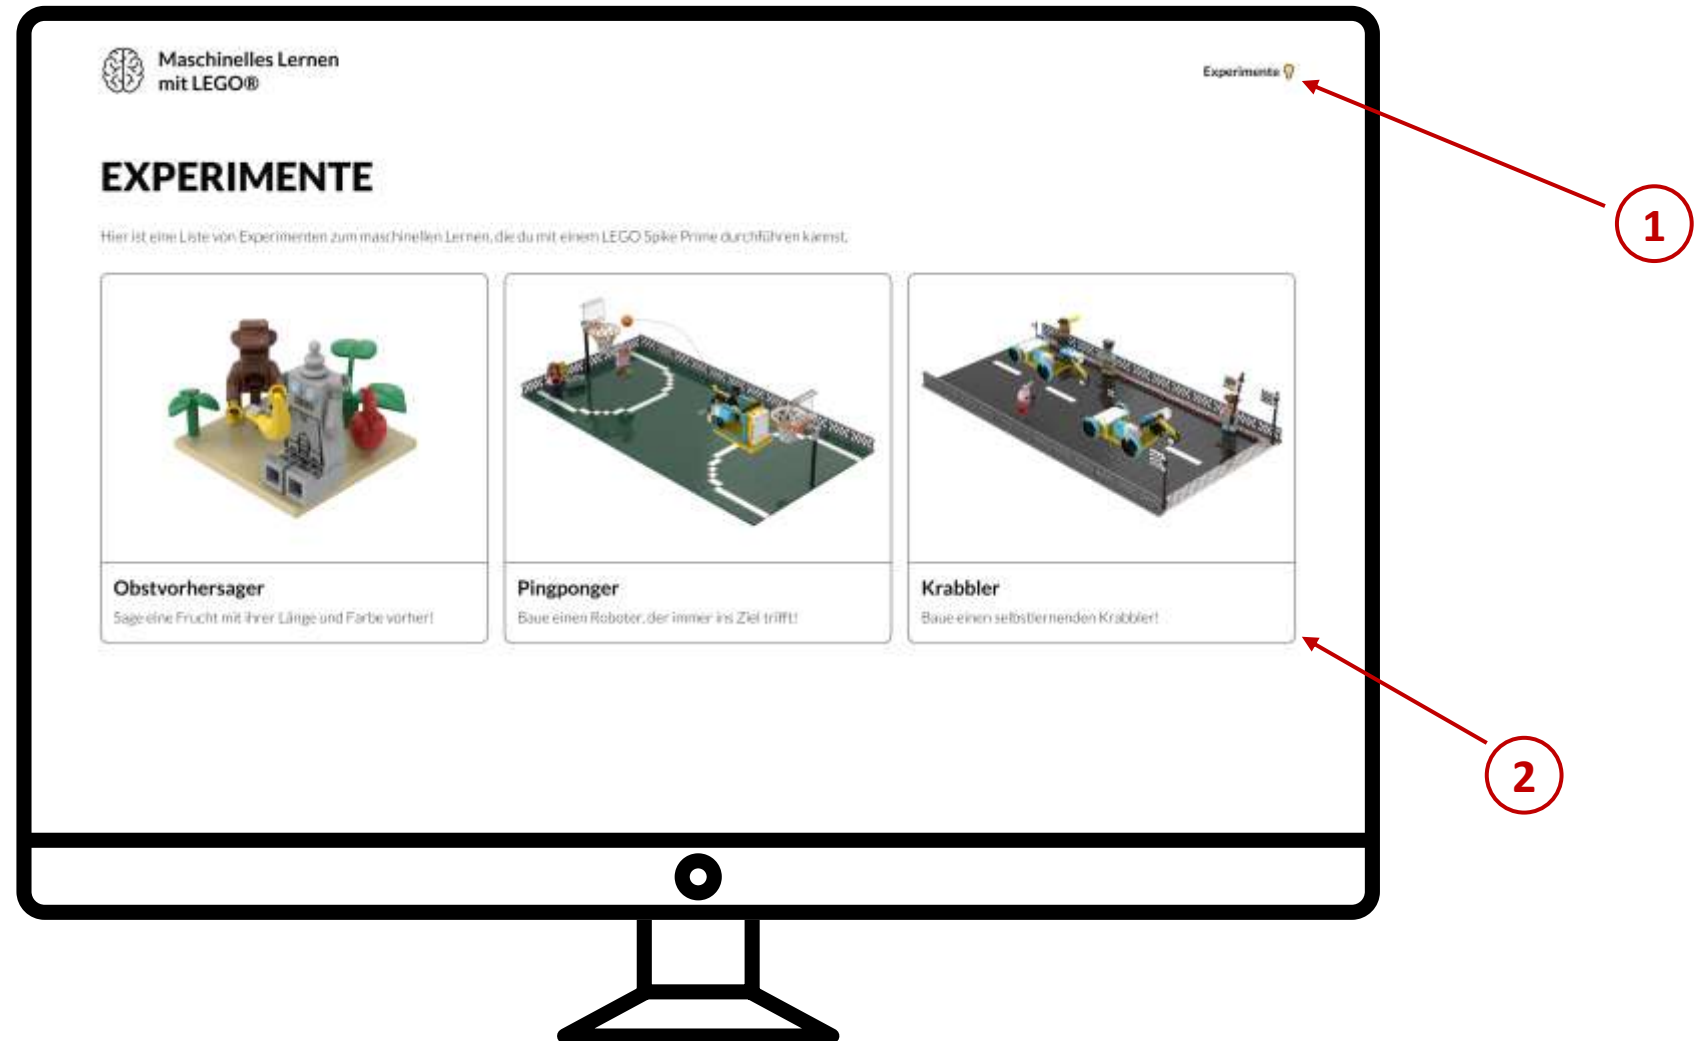 Maschinelles Lernen
mit LEGO®
Experimente
1
EXPERIMENTE
Hier ist eine Liste von Experimenten zum maschinellen Lernen, die du mit einem LEGO Spike Prime durchführen kannst.
Obstvorhersager
Sage eine Frucht mit ihrer Länge und Farbe vorher!
Pingponger
Baue einen Roboter, der immer ins Ziel trifft!
Krabbler
Baue einen selbstlernenden Krabbler!
2